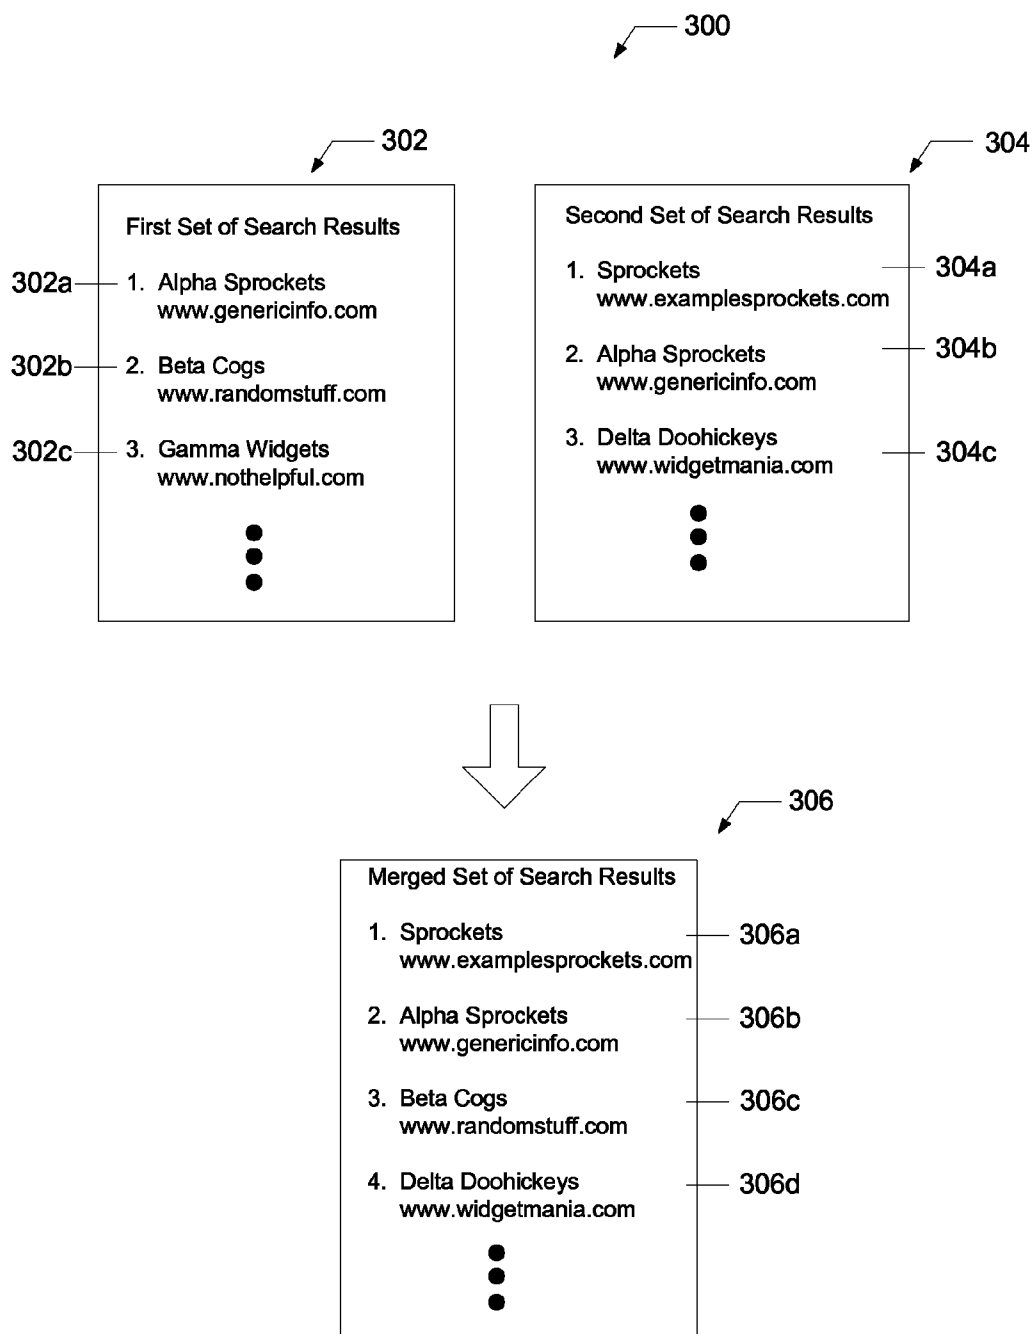 300
302
304
First Set of Search Results
302a
1. Alpha Sprockets
www.genericinfo.com
302b
2. Beta Cogs
www.randomstuff.com
302c
3. Gamma Widgets
www.nothelpful.com
Second Set of Search Results
1. Sprockets
304a
www.examplesprockets.com
2. Alpha Sprockets
304b
www.genericinfo.com
3. Delta Doohickeys
304c
www.widgetmania.com
306
Merged Set of Search Results
1. Sprockets
306a
www.examplesprockets.com
2. Alpha Sprockets
306b
www.genericinfo.com
3. Beta Cogs
306c
www.randomstuff.com
4. Delta Doohickeys
306d
www.widgetmania.com